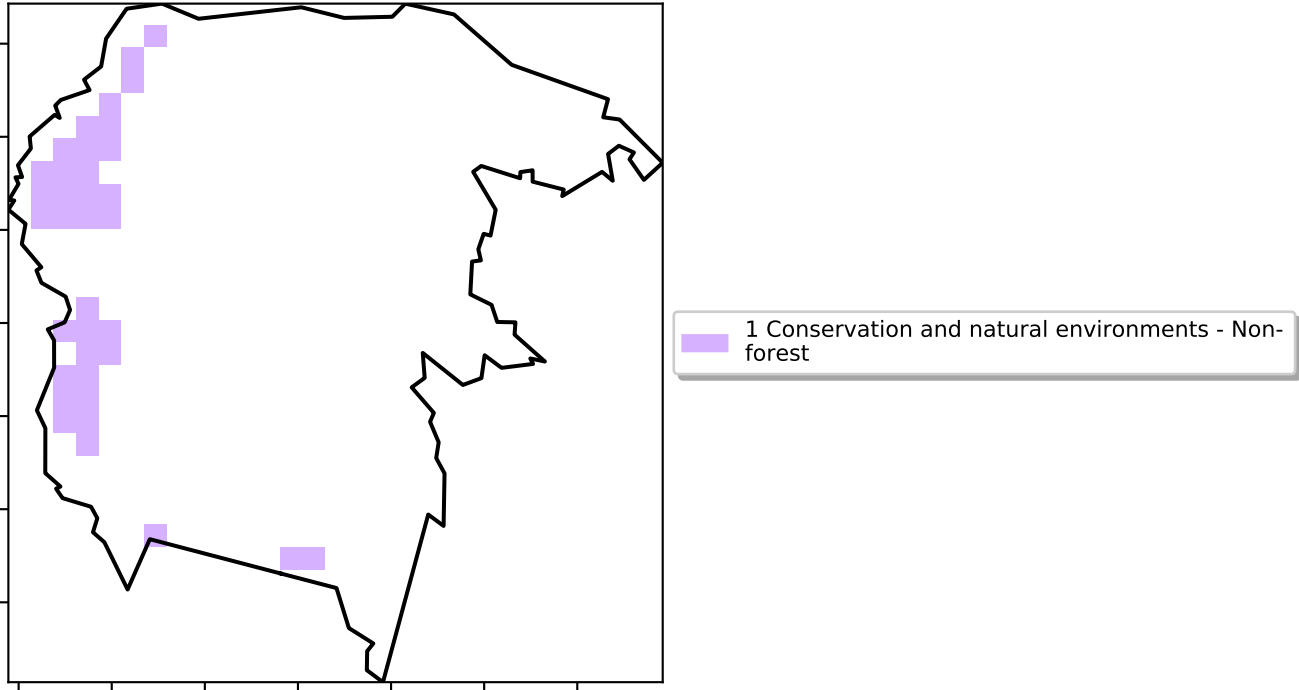 1 Conservation and natural environments - Non-
forest